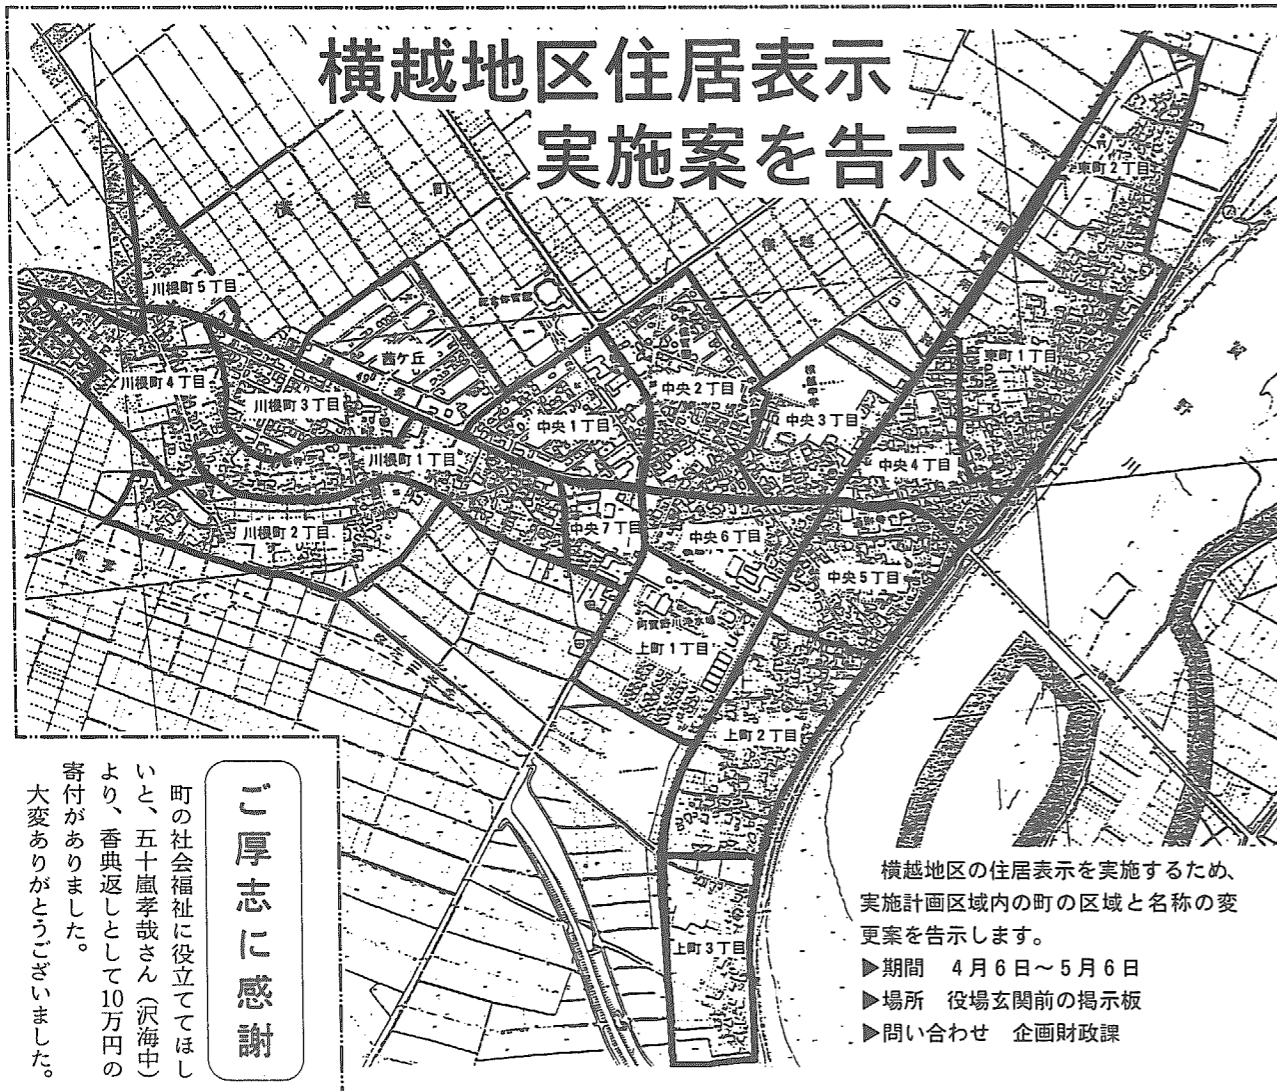 横越地区住居表示
実施案を告示
横越町
横越
東町2丁目
川根町5丁目
総合体育館
茜ケ丘
東町1丁目
川根町4丁目
川根町3丁目
中央2丁目
中央1丁目
中央3丁目
川根町1丁目
中央4丁目
川根町2丁目
中央7丁目
中央6丁目
中央5丁目
阿賀野川浄水場
上町1丁目
上町2丁目
上町3丁目
横越地区の住居表示を実施するため、
実施計画区域内の町の区域と名称の変
更案を告示します。
▶期間 4月6日～5月6日
▶場所 役場玄関前の掲示板
▶問い合わせ 企画財政課
ご厚志に感謝
町の社会福祉に役立ててほし
いと、五十嵐孝哉さん（沢海中）
より、香典返しとして10万円の
寄付がありました。
大変ありがとうございました。